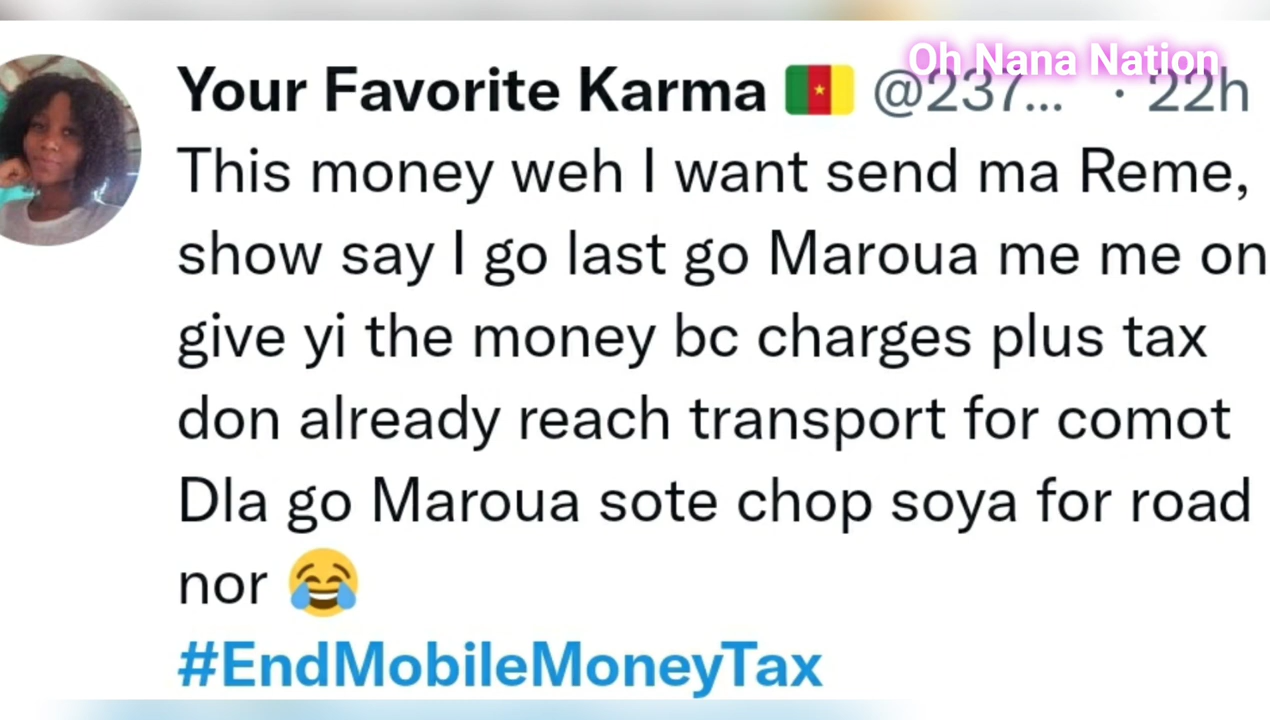 Oh Nana Nation
Your Favorite Karma 🇨🇲 @237... · 22h
This money weh I want send ma Reme,
show say I go last go Maroua me me on
give yi the money bc charges plus tax
don already reach transport for comot
Dla go Maroua sote chop soya for road
nor 😂
#EndMobileMoneyTax